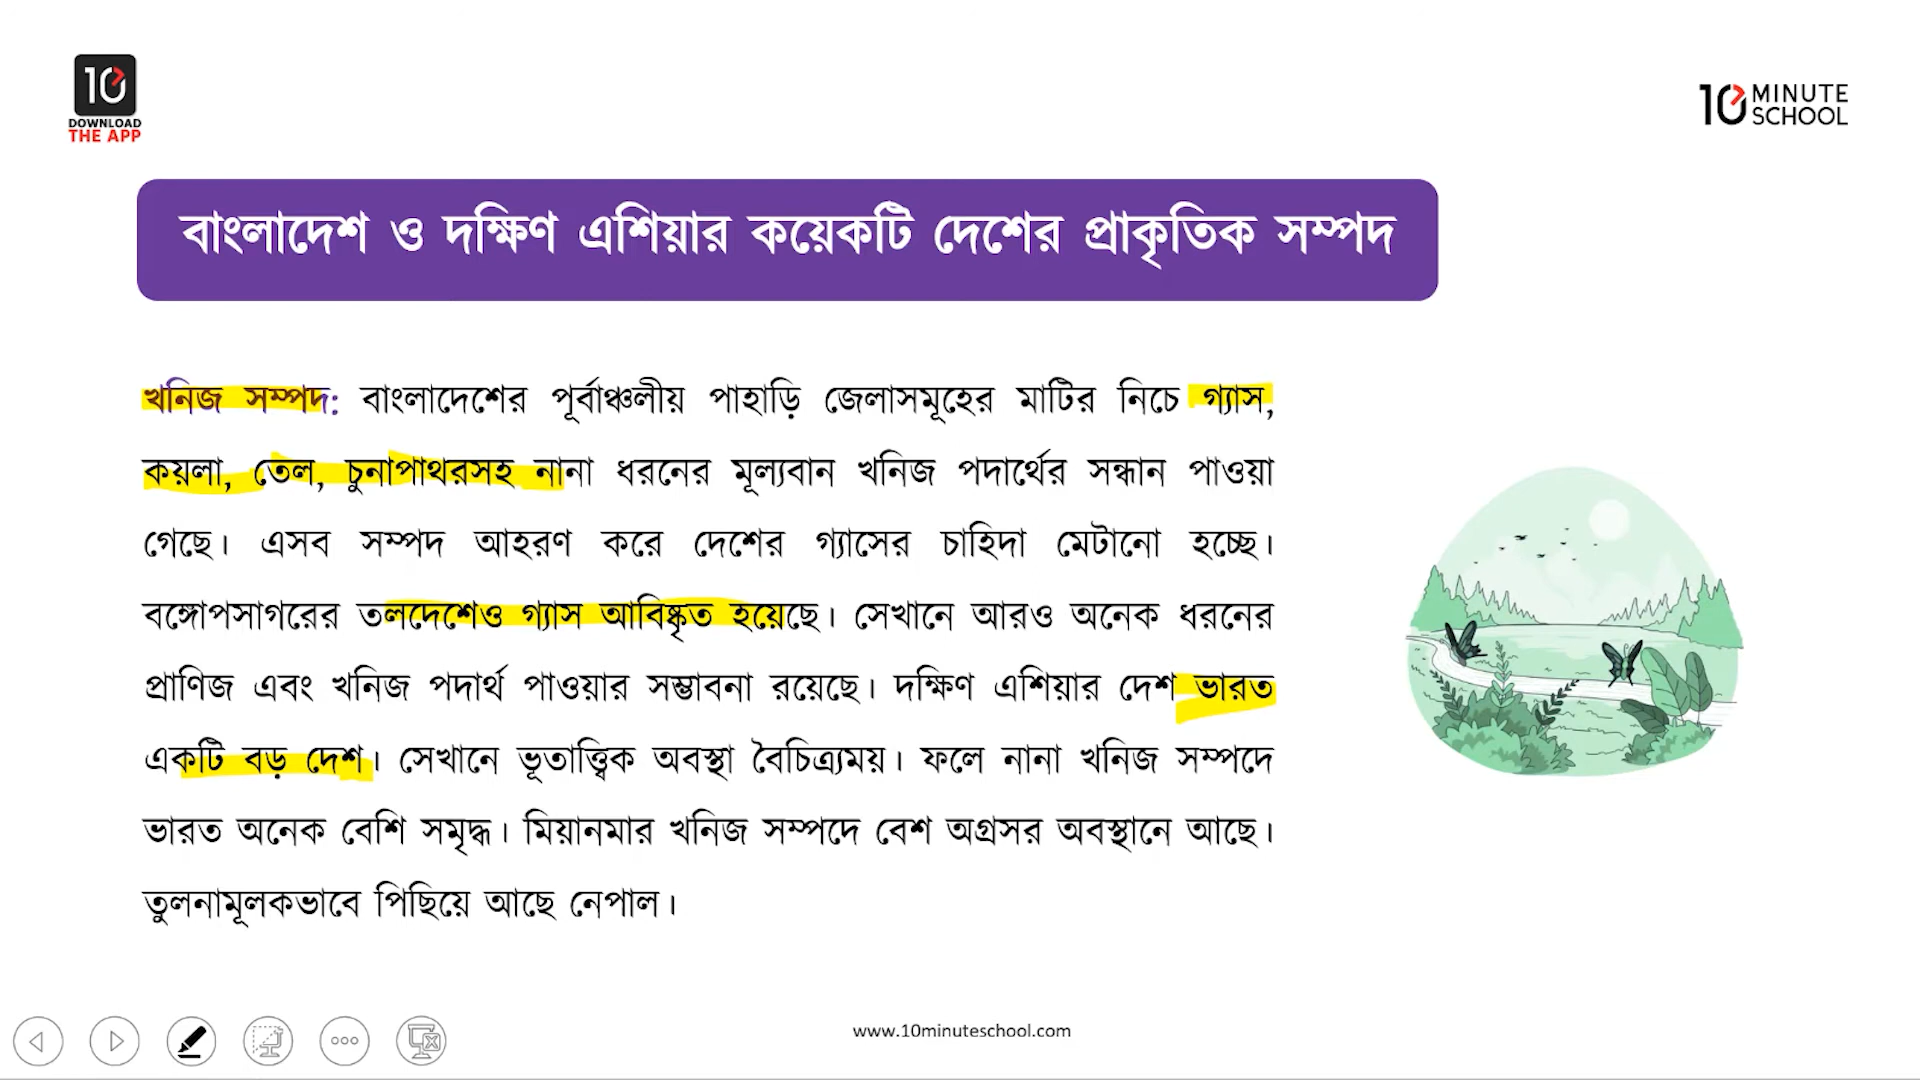 10
DOWNLOAD
THE APP
10 MINUTE SCHOOL
বাংলাদেশ ও দক্ষিণ এশিয়ার কয়েকটি দেশের প্রাকৃতিক সম্পদ
খনিজ সম্পদ: বাংলাদেশের পূর্বাঞ্চলীয় পাহাড়ি জেলাসমূহের মাটির নিচে গ্যাস,
কয়লা, তেল, চুনাপাথরসহ নানা ধরনের মূল্যবান খনিজ পদার্থের সন্ধান পাওয়া
গেছে। এসব সম্পদ আহরণ করে দেশের গ্যাসের চাহিদা মেটানো হচ্ছে।
বঙ্গোপসাগরের তলদেশেও গ্যাস আবিষ্কৃত হয়েছে। সেখানে আরও অনেক ধরনের
প্রাণিজ এবং খনিজ পদার্থ পাওয়ার সম্ভাবনা রয়েছে। দক্ষিণ এশিয়ার দেশ ভারত
একটি বড় দেশ। সেখানে ভূতাত্ত্বিক অবস্থা বৈচিত্র্যময়। ফলে নানা খনিজ সম্পদে
ভারত অনেক বেশি সমৃদ্ধ। মিয়ানমার খনিজ সম্পদে বেশ অগ্রসর অবস্থানে আছে।
তুলনামূলকভাবে পিছিয়ে আছে নেপাল।
www.10minuteschool.com